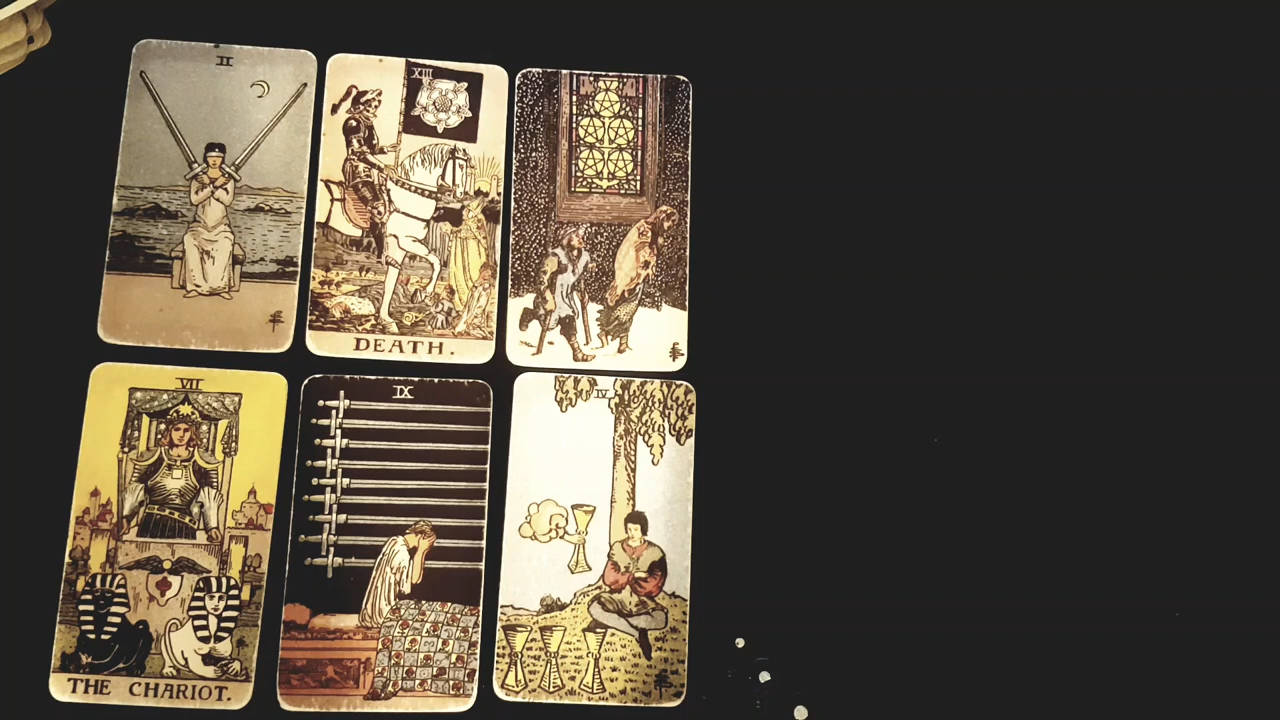 II
XIII
DEATH.
VII
THE CHARIOT.
IX
IV